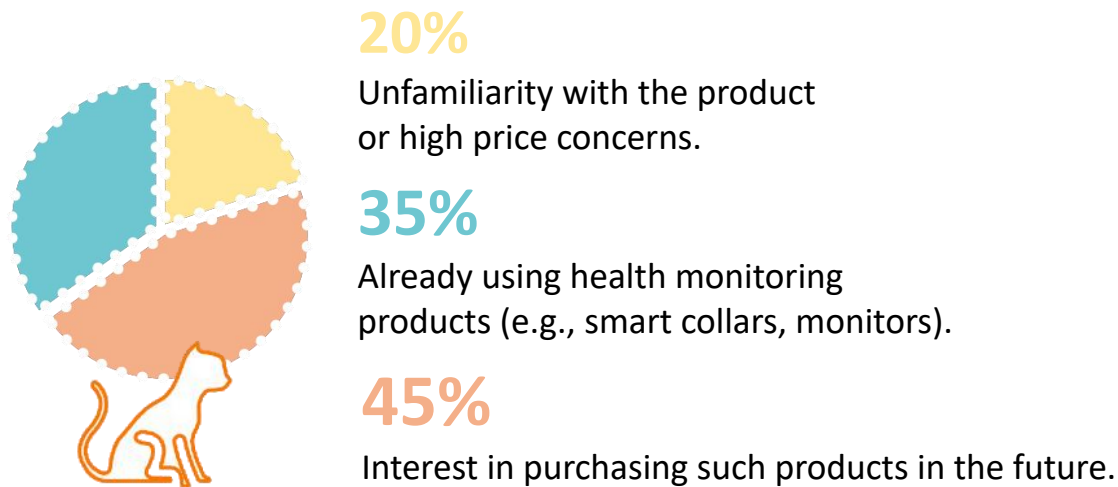 20%
Unfamiliarity with the product
or high price concerns.
35%
Already using health monitoring
products (e.g., smart collars, monitors).
45%
Interest in purchasing such products in the future.